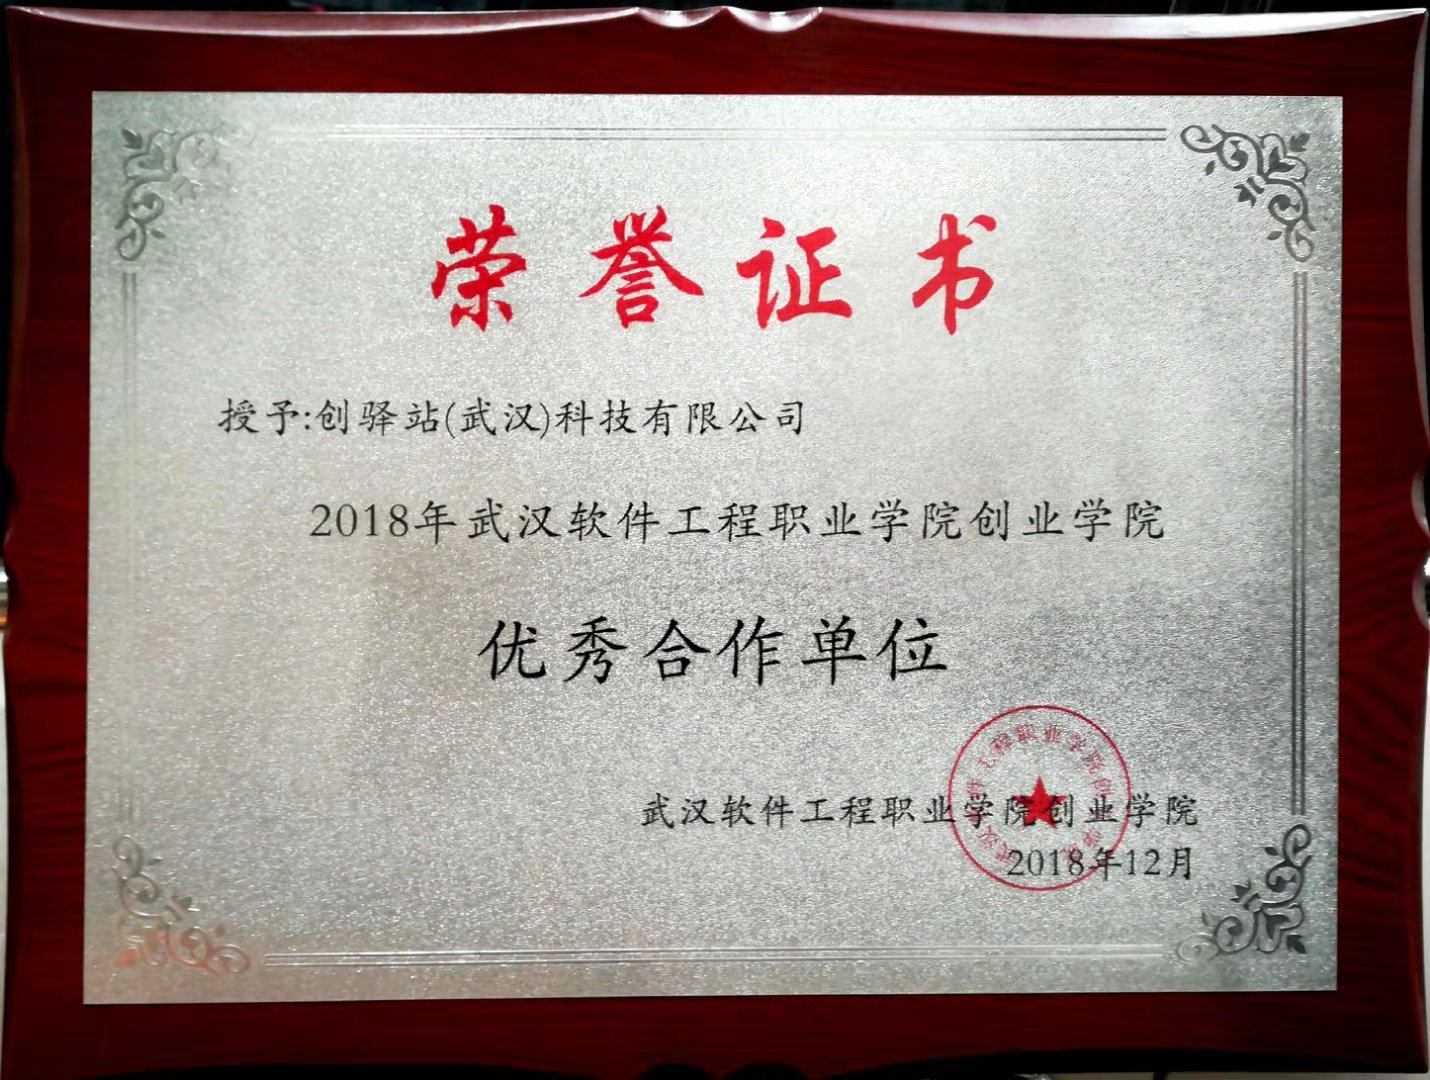 荣誉证书
授予:创驿站(武汉)科技有限公司
2018年武汉软件工程职业学院创业学院
优秀合作单位
武汉软件工程职业学院创业学院
2018年12月
工程职业学院创